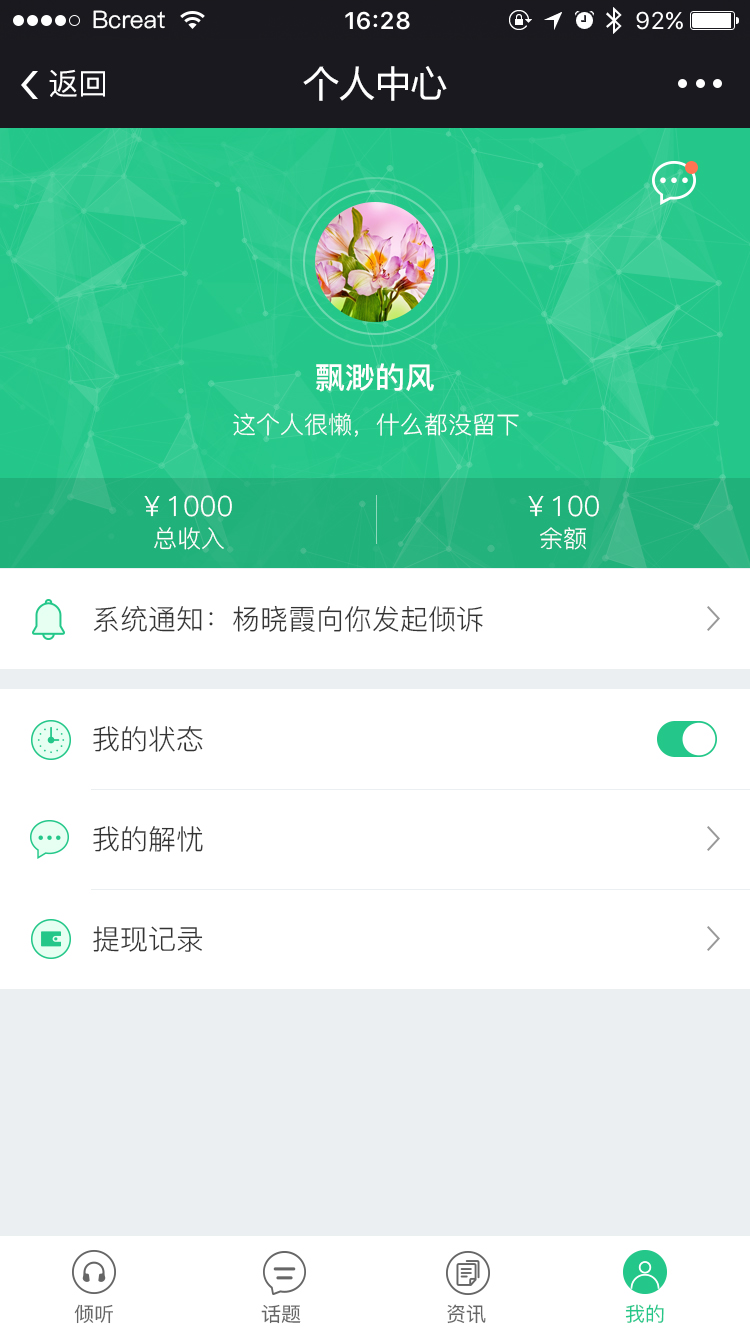 Bcreat 16:28 92%
返回 个人中心
飘渺的风
这个人很懒，什么都没留下
¥1000 ¥100
总收入 余额
系统通知：杨晓霞向你发起倾诉
我的状态
我的解忧
提现记录
倾听 话题 资讯 我的